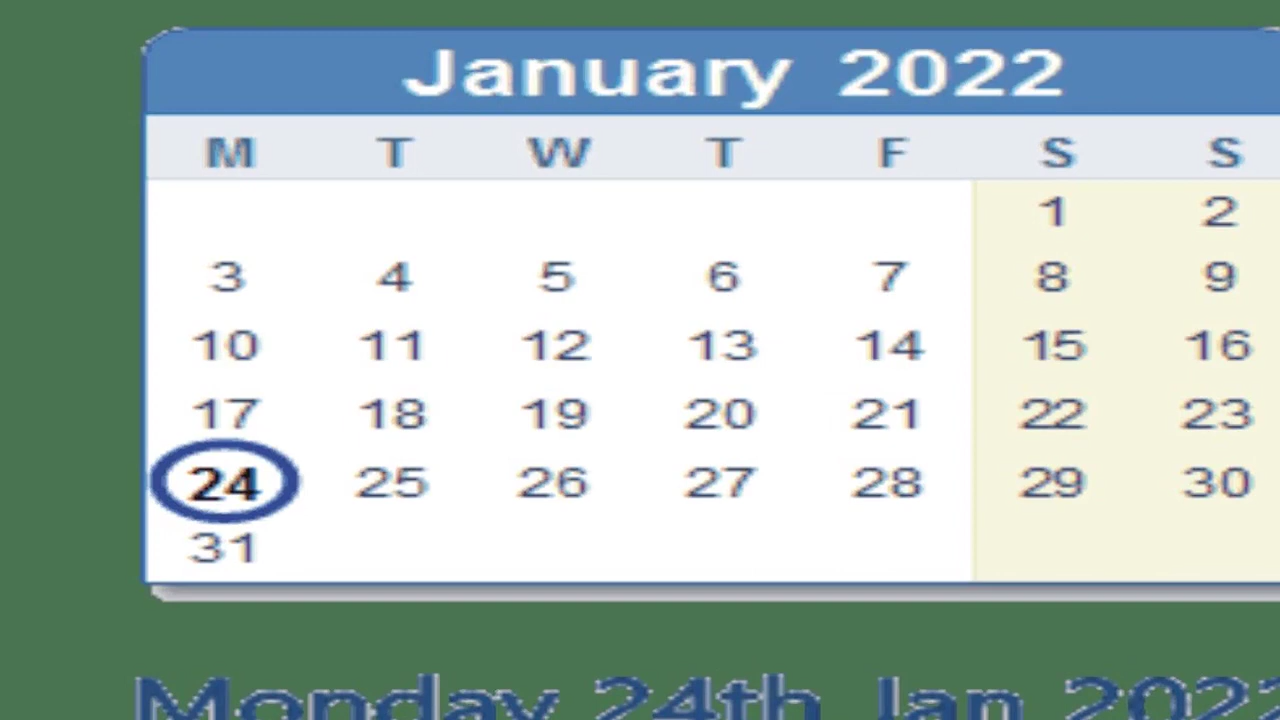 January 2022
M T W T F S S
1 2
3 4 5 6 7 8 9
10 11 12 13 14 15 16
17 18 19 20 21 22 23
24 25 26 27 28 29 30
31
Monday 24th Jan 2022